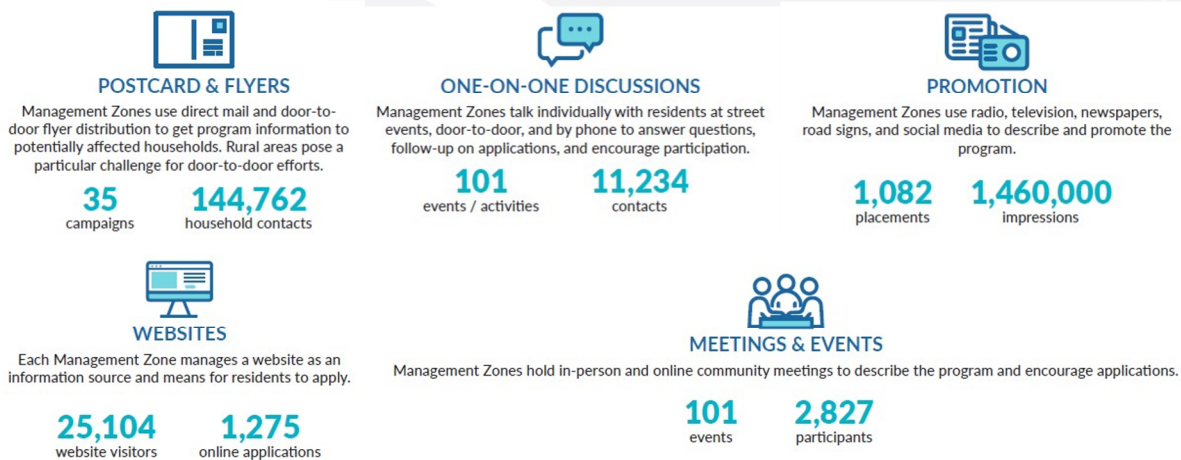 POSTCARD & FLYERS
Management Zones use direct mail and door-to-
door flyer distribution to get program information to
potentially affected households. Rural areas pose a
particular challenge for door-to-door efforts.
35
campaigns
144,762
household contacts
ONE-ON-ONE DISCUSSIONS
Management Zones talk individually with residents at street
events, door-to-door, and by phone to answer questions,
follow-up on applications, and encourage participation.
101
events / activities
11,234
contacts
PROMOTION
Management Zones use radio, television, newspapers,
road signs, and social media to describe and promote the
program.
1,082
placements
1,460,000
impressions
WEBSITES
Each Management Zone manages a website as an
information source and means for residents to apply.
25,104
website visitors
1,275
online applications
MEETINGS & EVENTS
Management Zones hold in-person and online community meetings to describe the program and encourage applications.
101
events
2,827
participants